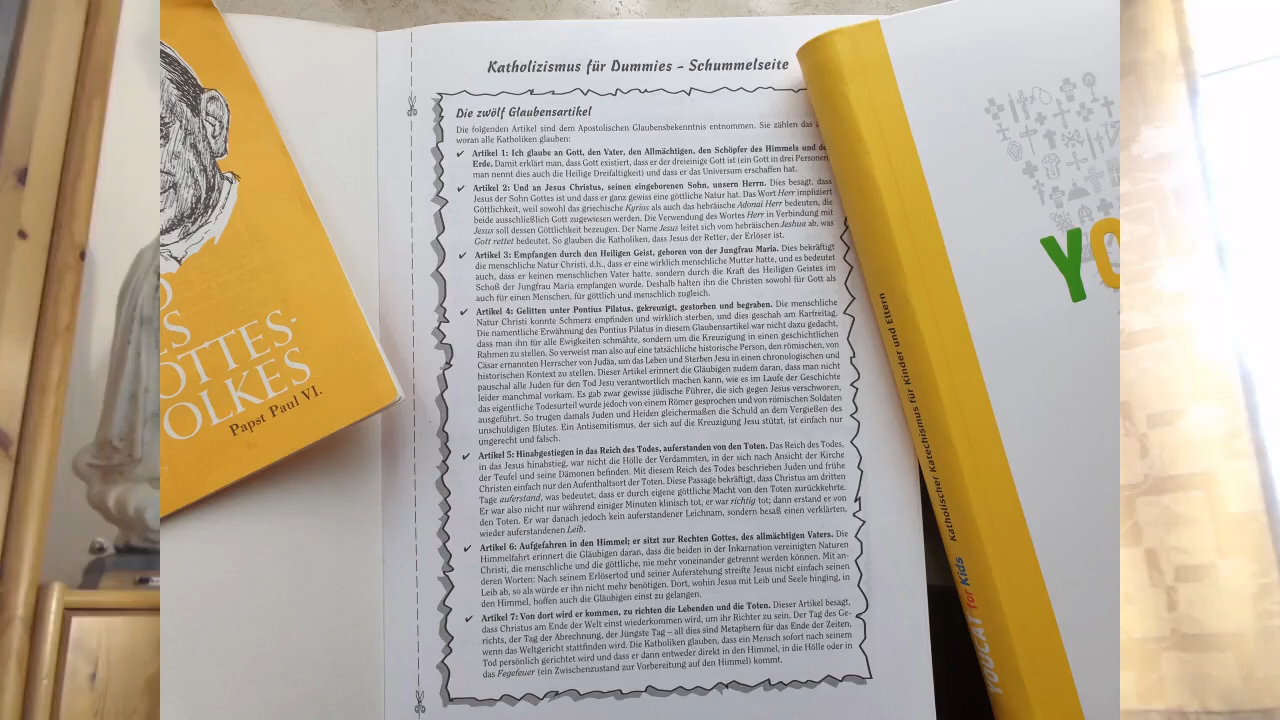 ES
OTTES-
OLKES
Papst Paul VI.
Katholizismus für Dummies – Schummelseite
Die zwölf Glaubensartikel
Die folgenden Artikel sind dem Apostolischen Glaubensbekenntnis entnommen. Sie zählen das
woran alle Katholiken glauben:
✔ Artikel 1: Ich glaube an Gott, den Vater, den Allmächtigen, den Schöpfer des Himmels und de
Erde. Damit erklärt man, dass Gott existiert, dass er der dreieinige Gott ist (ein Gott in drei Personen
man nennt dies auch die Heilige Dreifaltigkeit) und dass er das Universum erschaffen hat.
✔ Artikel 2: Und an Jesus Christus, seinen eingeborenen Sohn, unsern Herrn. Dies besagt, dass
Jesus der Sohn Gottes ist und dass er ganz gewiss eine göttliche Natur hat. Das Wort Herr impliziert
Göttlichkeit, weil sowohl das griechische Kyrios als auch das hebräische Adonai Herr bedeuten, die
beide ausschließlich Gott zugewiesen werden. Die Verwendung des Wortes Herr in Verbindung mit
Jesus soll dessen Göttlichkeit bezeugen. Der Name Jesus leitet sich vom hebräischen Jeshua ab, was
Gott rettet bedeutet. So glauben die Katholiken, dass Jesus der Retter, der Erlöser ist.
✔ Artikel 3: Empfangen durch den Heiligen Geist, geboren von der Jungfrau Maria. Dies bekräftigt
die menschliche Natur Christi, d.h., dass er eine wirklich menschliche Mutter hatte, und es bedeutet
auch, dass er keinen menschlichen Vater hatte, sondern durch die Kraft des Heiligen Geistes im
Schoß der Jungfrau Maria empfangen wurde. Deshalb halten ihn die Christen sowohl für Gott als
auch für einen Menschen, für göttlich und menschlich zugleich.
✔ Artikel 4: Gelitten unter Pontius Pilatus, gekreuzigt, gestorben und begraben. Die menschliche
Natur Christi konnte Schmerz empfinden und wirklich sterben, und dies geschah am Karfreitag.
Die namentliche Erwähnung des Pontius Pilatus in diesem Glaubensartikel war nicht dazu gedacht,
dass man ihn für alle Ewigkeiten schmähte, sondern um die Kreuzigung in einen geschichtlichen
Rahmen zu stellen. So verweist man also auf eine tatsächliche historische Person, den römischen, von
Cäsar ernannten Herrscher von Judäa, um das Leben und Sterben Jesu in einen chronologischen und
historischen Kontext zu stellen. Dieser Artikel erinnert die Gläubigen zudem daran, dass man nicht
pauschal alle Juden für den Tod Jesu verantwortlich machen kann, wie es im Laufe der Geschichte
leider manchmal vorkam. Es gab zwar gewisse jüdische Führer, die sich gegen Jesus verschworen,
das eigentliche Todesurteil wurde jedoch von einem Römer gesprochen und von römischen Soldaten
ausgeführt. So trugen damals Juden und Heiden gleichermaßen die Schuld an dem Vergießen des
unschuldigen Blutes. Ein Antisemitismus, der sich auf die Kreuzigung Jesu stützt, ist einfach nur
ungerecht und falsch.
✔ Artikel 5: Hinabgestiegen in das Reich des Todes, auferstanden von den Toten. Das Reich des Todes,
in das Jesus hinabstieg, war nicht die Hölle der Verdammten, in der sich nach Ansicht der Kirche
der Teufel und seine Dämonen befinden. Mit diesem Reich des Todes beschrieben Juden und frühe
Christen einfach nur den Aufenthaltsort der Toten. Diese Passage bekräftigt, dass Christus am dritten
Tage auferstand, was bedeutet, dass er durch eigene göttliche Macht von den Toten zurückkehrte.
Er war also nicht nur während einiger Minuten klinisch tot, er war richtig tot; dann erstand er von
den Toten. Er war danach jedoch kein auferstandener Leichnam, sondern besaß einen verklärten,
wieder auferstandenen Leib.
✔ Artikel 6: Aufgefahren in den Himmel; er sitzt zur Rechten Gottes, des allmächtigen Vaters. Die
Himmelfahrt erinnert die Gläubigen daran, dass die beiden in der Inkarnation vereinigten Naturen
Christi, die menschliche und die göttliche, nie mehr voneinander getrennt werden können. Mit an-
deren Worten: Nach seinem Erlösertod und seiner Auferstehung streifte Jesus nicht einfach seinen
Leib ab, so als würde er ihn nicht mehr benötigen. Dort, wohin Jesus mit Leib und Seele hinging, in
den Himmel, hoffen auch die Gläubigen einst zu gelangen.
✔ Artikel 7: Von dort wird er kommen, zu richten die Lebenden und die Toten. Dieser Artikel besagt,
dass Christus am Ende der Welt einst wiederkommen wird, um ihr Richter zu sein. Der Tag des Ge-
richts, der Tag der Abrechnung, der Jüngste Tag – all dies sind Metaphern für das Ende der Zeiten,
wenn das Weltgericht stattfinden wird. Die Katholiken glauben, dass ein Mensch sofort nach seinem
Tod persönlich gerichtet wird und dass er dann entweder direkt in den Himmel, in die Hölle oder in
das Fegefeuer (ein Zwischenzustand zur Vorbereitung auf den Himmel) kommt.
YOUCAT for Kids Katholischer Katechismus für Kinder und Eltern
YO